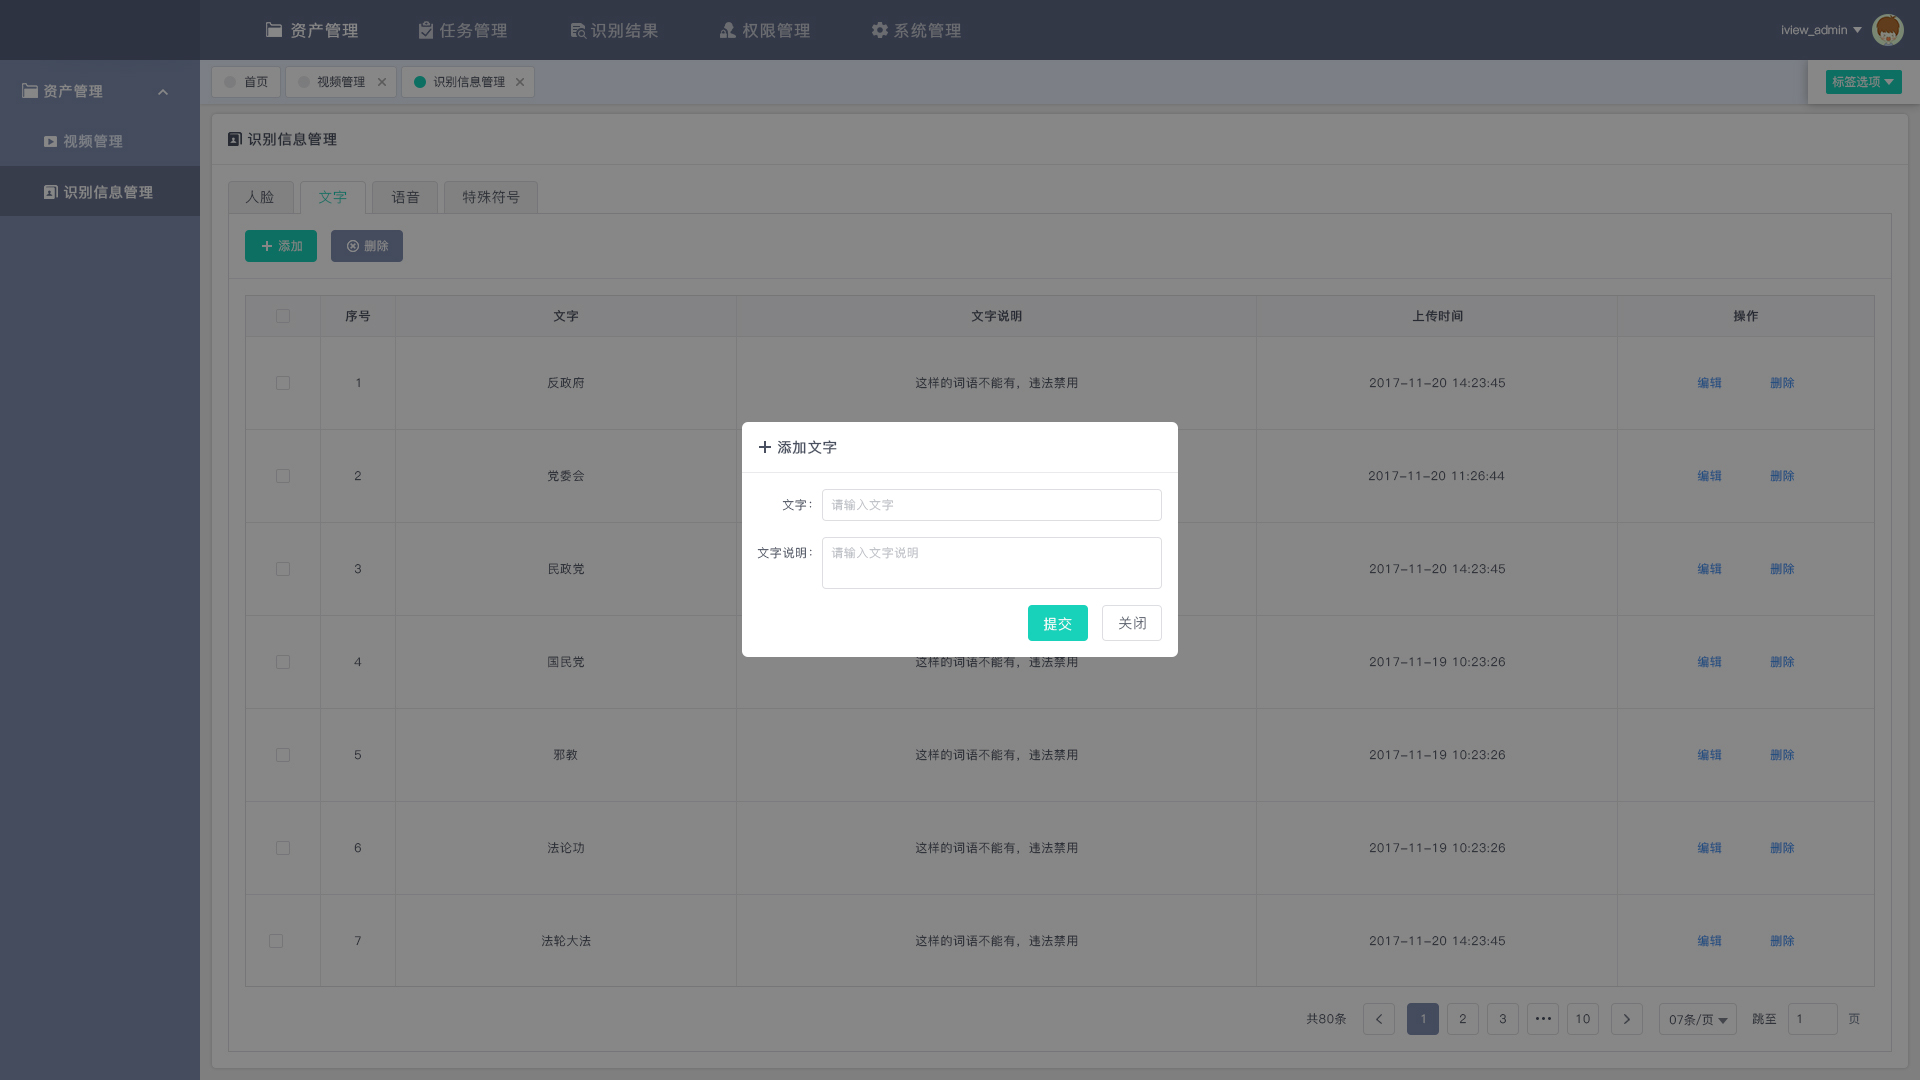 资产管理 任务管理 识别结果 权限管理 系统管理 iview_admin
资产管理
视频管理
识别信息管理
首页 视频管理 识别信息管理 标签选项
识别信息管理
人脸 文字 语音 特殊符号
添加 删除
序号 文字 文字说明 上传时间 操作
1 反政府 这样的词语不能有，违法禁用 2017-11-20 14:23:45 编辑 删除
2 党委会 2017-11-20 11:26:44 编辑 删除
3 民政党 2017-11-20 14:23:45 编辑 删除
4 国民党 这样的词语不能有，违法禁用 2017-11-19 10:23:26 编辑 删除
5 邪教 这样的词语不能有，违法禁用 2017-11-19 10:23:26 编辑 删除
6 法论功 这样的词语不能有，违法禁用 2017-11-19 10:23:26 编辑 删除
7 法轮大法 这样的词语不能有，违法禁用 2017-11-20 14:23:45 编辑 删除
添加文字
文字： 请输入文字
文字说明： 请输入文字说明
提交 关闭
共80条 1 2 3 ••• 10 07条/页 跳至 1 页